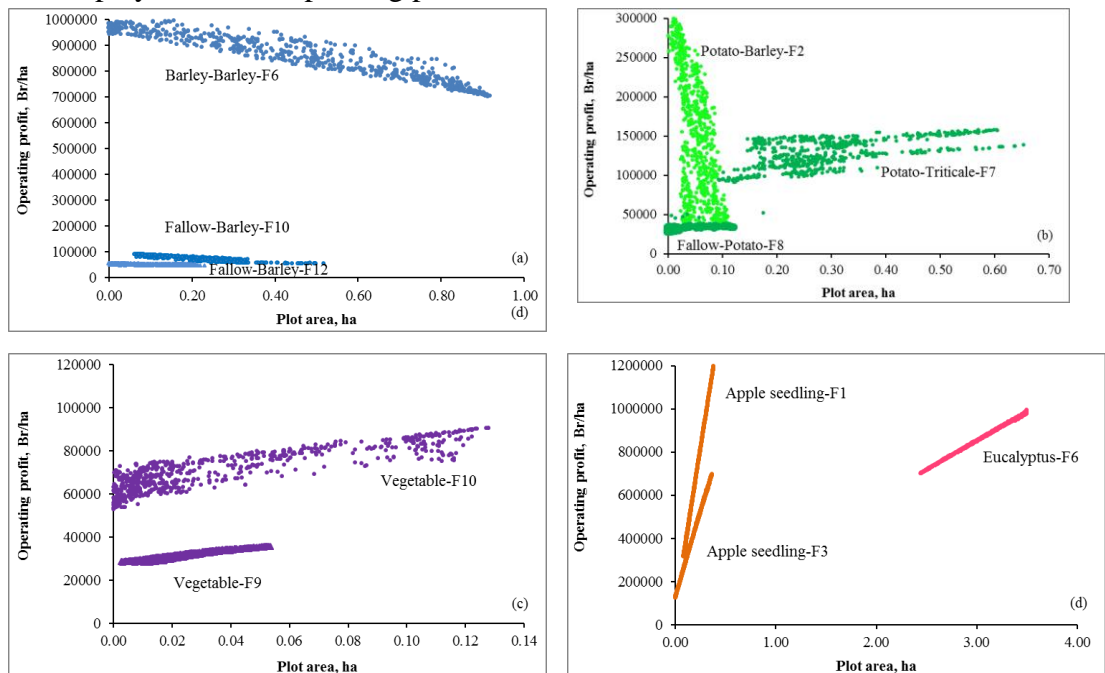 1000000
900000
800000
700000
600000
500000
400000
300000
200000
100000
0
Operating profit, Br/ha
Barley-Barley-F6
Fallow-Barley-F10
Fallow-Barley-F12
(a)
0.00 0.20 0.40 0.60 0.80 1.00
Plot area, ha
(d)
300000
250000
200000
150000
100000
50000
0
Operating profit, Br/ha
Potato-Barley-F2
Potato-Triticale-F7
Fallow-Potato-F8
(b)
0.00 0.10 0.20 0.30 0.40 0.50 0.60 0.70
Plot area, ha
120000
100000
80000
60000
40000
20000
0
Operating profit, Br/ha
Vegetable-F10
Vegetable-F9
(c)
0.00 0.02 0.04 0.06 0.08 0.10 0.12 0.14
Plot area, ha
1200000
1000000
800000
600000
400000
200000
0
Operating profit, Br/ha
Apple seedling-F1
Eucalyptus-F6
Apple seedling-F3
(d)
0.00 1.00 2.00 3.00 4.00
Plot area, ha